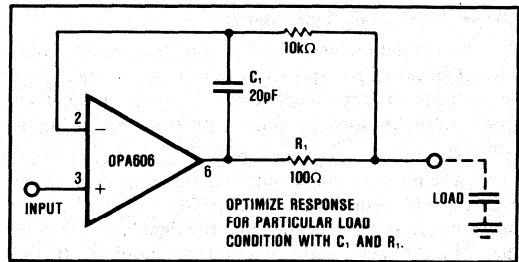 10kΩ
C₁
20pF
2
−
OPA606
6
R₁
100Ω
3
+
INPUT
LOAD
OPTIMIZE RESPONSE
FOR PARTICULAR LOAD
CONDITION WITH C₁ AND R₁.